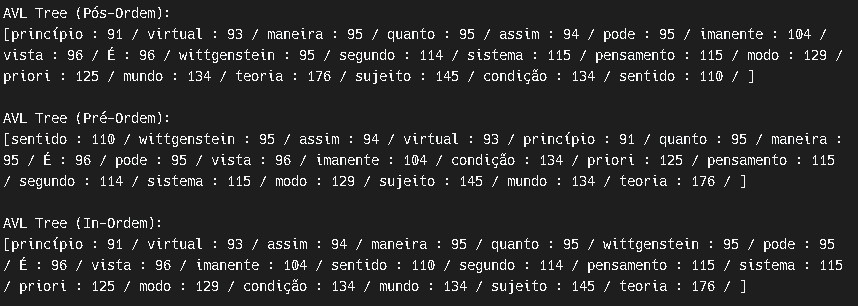 AVL Tree (Pós-Ordem):
[princípio : 91 / virtual : 93 / maneira : 95 / quanto : 95 / assim : 94 / pode : 95 / imanente : 104 /
vista : 96 / É : 96 / wittgenstein : 95 / segundo : 114 / sistema : 115 / pensamento : 115 / modo : 129 /
priori : 125 / mundo : 134 / teoria : 176 / sujeito : 145 / condição : 134 / sentido : 110 / ]
AVL Tree (Pré-Ordem):
[sentido : 110 / wittgenstein : 95 / assim : 94 / virtual : 93 / princípio : 91 / quanto : 95 / maneira :
95 / É : 96 / pode : 95 / vista : 96 / imanente : 104 / condição : 134 / priori : 125 / pensamento : 115
/ segundo : 114 / sistema : 115 / modo : 129 / sujeito : 145 / mundo : 134 / teoria : 176 / ]
AVL Tree (In-Ordem):
[princípio : 91 / virtual : 93 / assim : 94 / maneira : 95 / quanto : 95 / wittgenstein : 95 / pode : 95
/ É : 96 / vista : 96 / imanente : 104 / sentido : 110 / segundo : 114 / pensamento : 115 / sistema : 115
/ priori : 125 / modo : 129 / condição : 134 / mundo : 134 / sujeito : 145 / teoria : 176 / ]